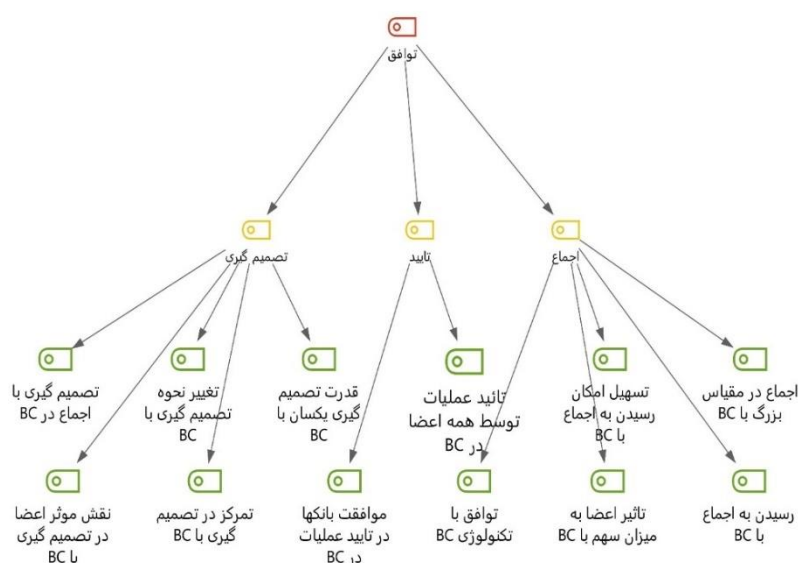 توافق
تصمیم گیری
تایید
اجماع
اجماع در مقیاس
بزرگ با BC
تسهیل امکان
رسیدن به اجماع
با BC
تائید عملیات
توسط همه اعضا
در BC
قدرت تصمیم
گیری یکسان با
BC
تغییر نحوه
تصمیم گیری با
BC
تصمیم گیری با
اجماع در BC
رسیدن به اجماع
با BC
تاثیر اعضا به
میزان سهم با BC
توافق با
تکنولوژی BC
موافقت بانکها
در تایید عملیات
در BC
تمرکز در تصمیم
گیری با BC
نقش موثر اعضا
در تصمیم گیری
با BC